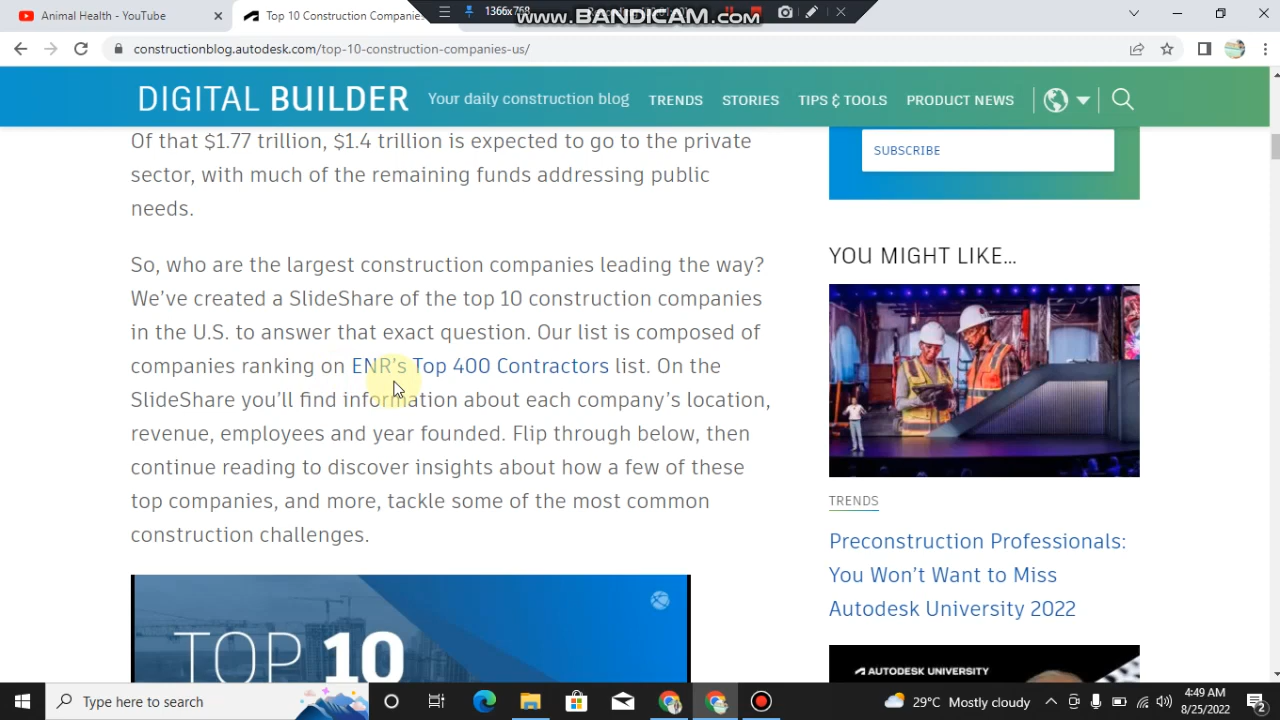 Animal Health - YouTube
Top 10 Construction Companies
1366x768
www.BANDICAM.com
constructionblog.autodesk.com/top-10-construction-companies-us/
DIGITAL BUILDER
Your daily construction blog
TRENDS
STORIES
TIPS & TOOLS
PRODUCT NEWS
Of that $1.77 trillion, $1.4 trillion is expected to go to the private
sector, with much of the remaining funds addressing public
needs.
So, who are the largest construction companies leading the way?
We've created a SlideShare of the top 10 construction companies
in the U.S. to answer that exact question. Our list is composed of
companies ranking on ENR's Top 400 Contractors list. On the
SlideShare you'll find information about each company's location,
revenue, employees and year founded. Flip through below, then
continue reading to discover insights about how a few of these
top companies, and more, tackle some of the most common
construction challenges.
TOP 10
SUBSCRIBE
YOU MIGHT LIKE...
TRENDS
Preconstruction Professionals:
You Won't Want to Miss
Autodesk University 2022
AUTODESK UNIVERSITY
Type here to search
29°C Mostly cloudy
4:49 AM
8/25/2022
2